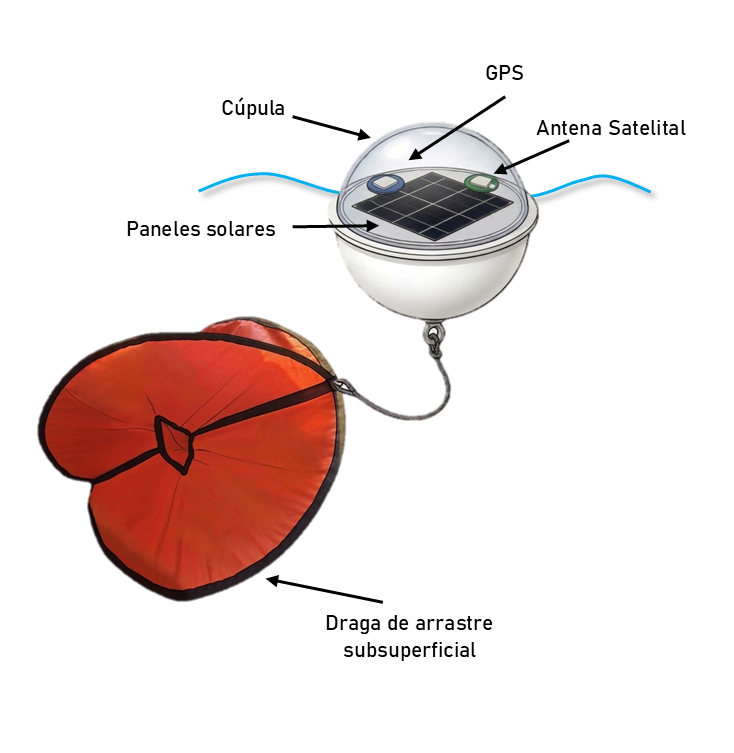 GPS
Cúpula
Antena Satelital
Paneles solares
Draga de arrastre
subsuperficial